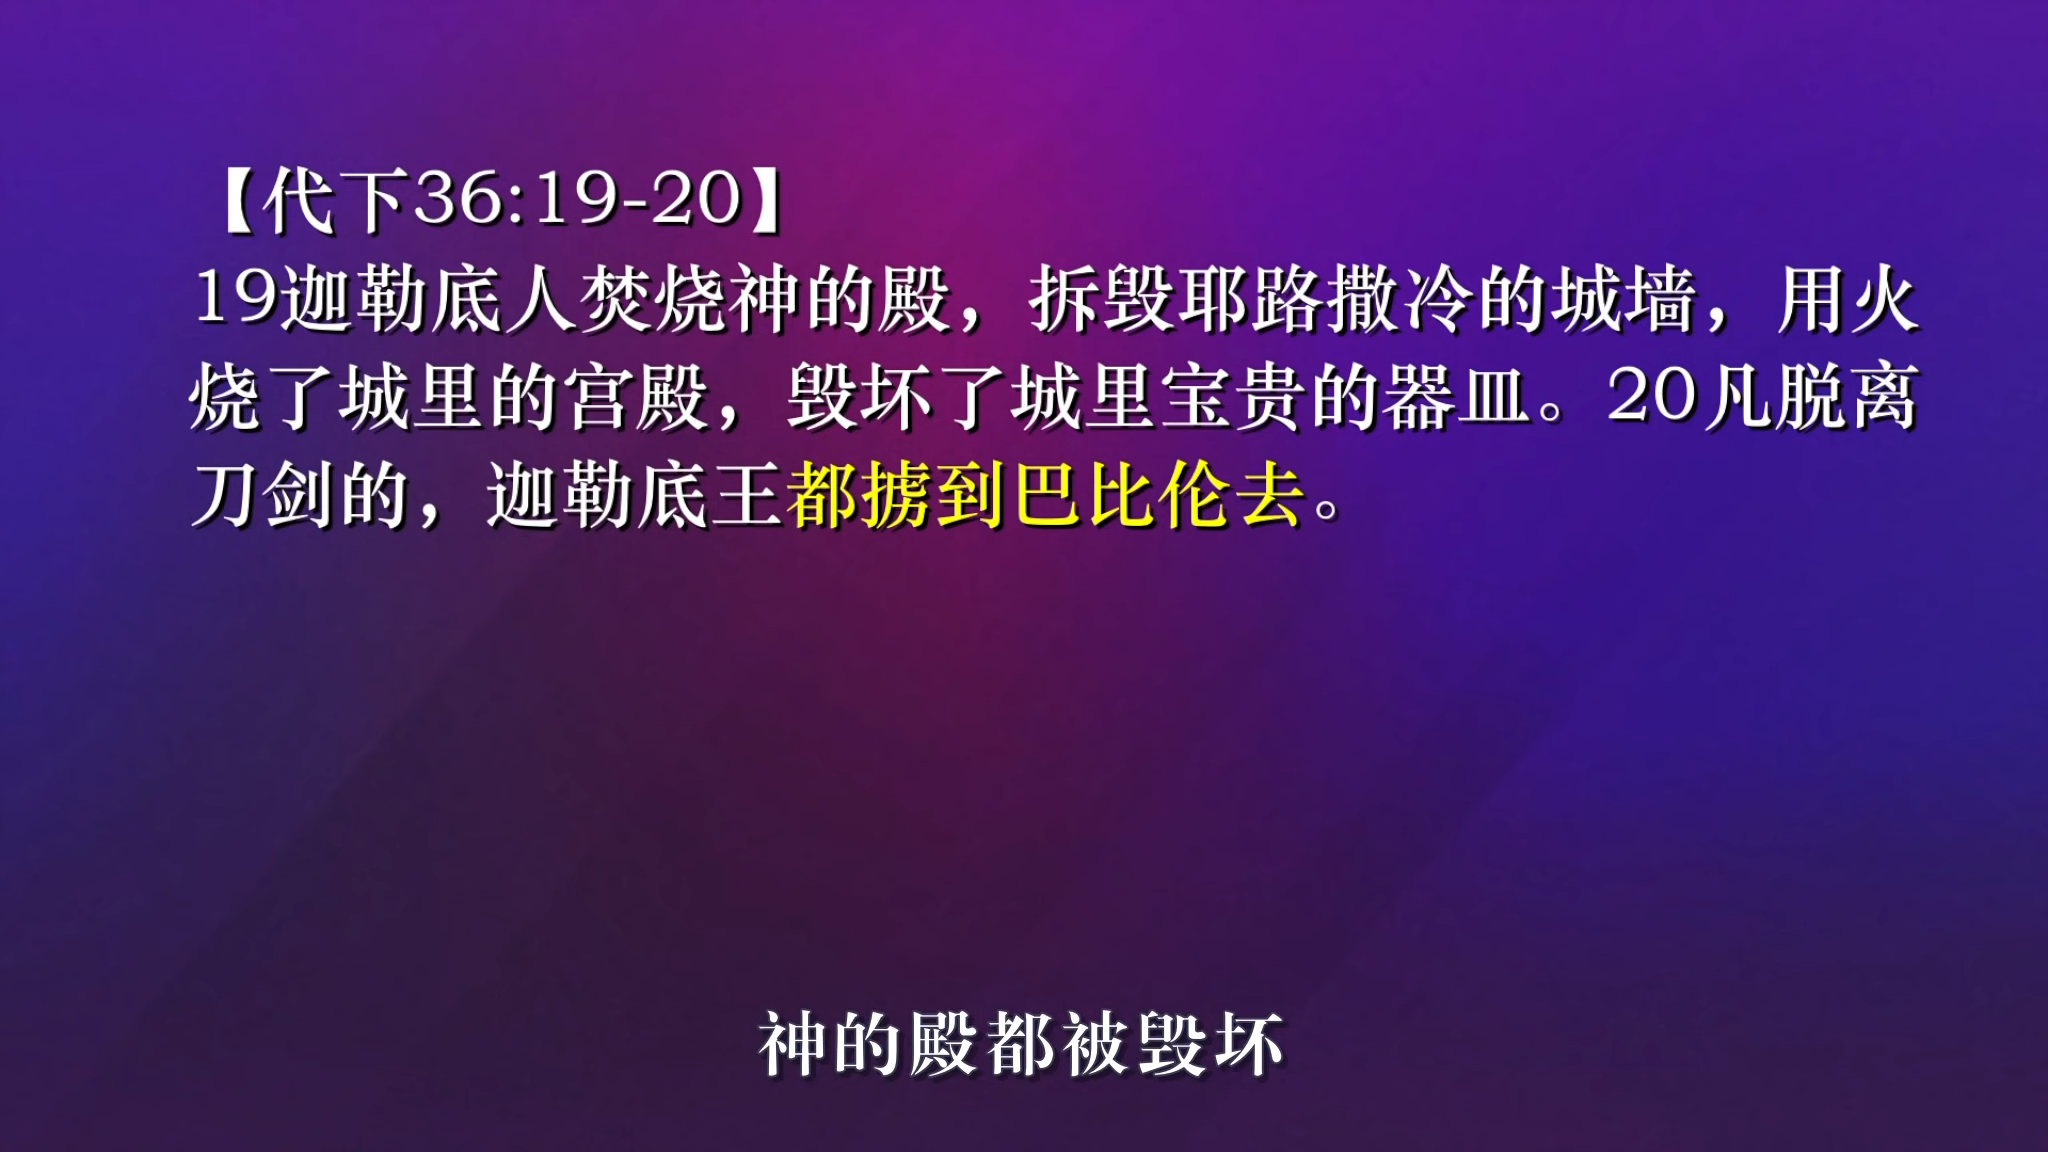 【代下36:19-20】
19迦勒底人焚烧神的殿，拆毁耶路撒冷的城墙，用火
烧了城里的宫殿，毁坏了城里宝贵的器皿。20凡脱离
刀剑的，迦勒底王都掳到巴比伦去。
神的殿都被毁坏